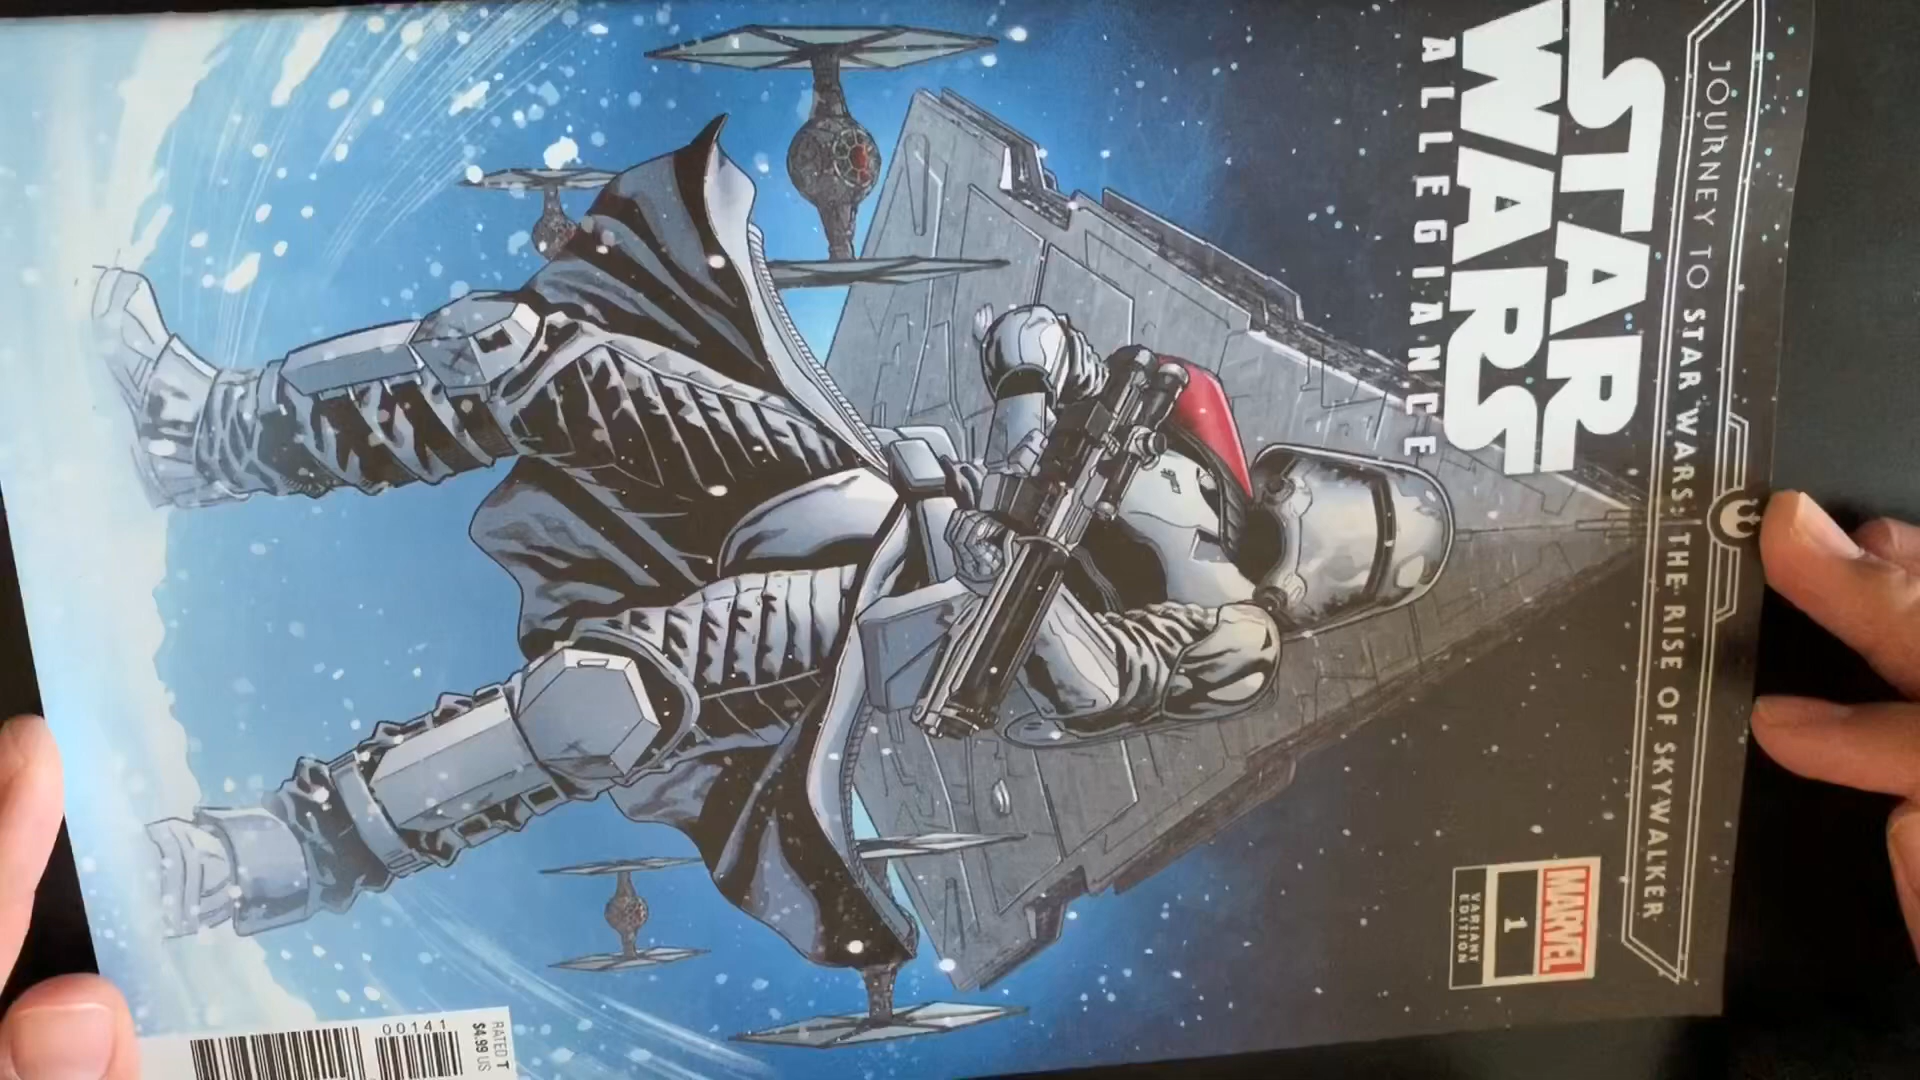 JOURNEY TO STAR WARS: THE RISE OF SKYWALKER
STAR
WARS
ALLEGIANCE
MARVEL
1
VARIANT
EDITION
RATED T
$4.99 US
00141